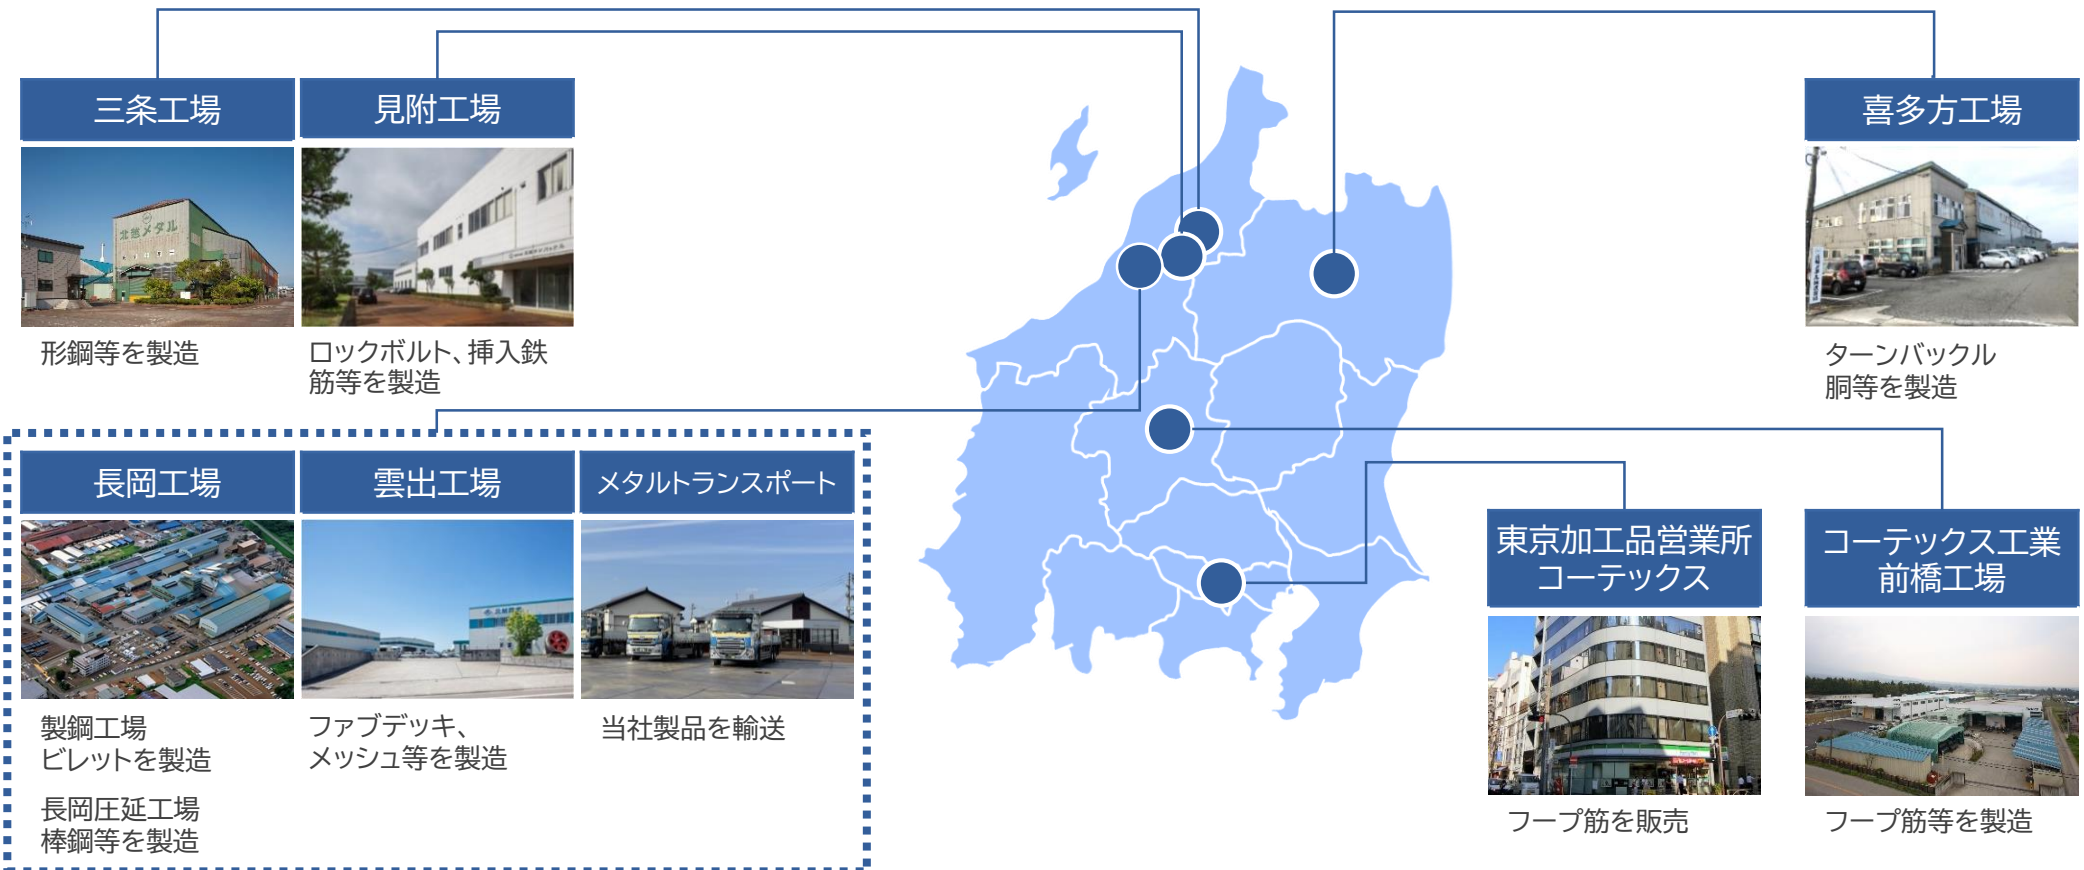 三条工場
見附工場
喜多方工場
北越メタル
形鋼等を製造
ロックボルト、挿入鉄
筋等を製造
ターンバックル
胴等を製造
長岡工場
雲出工場
メタルトランスポート
製鋼工場
ビレットを製造
長岡圧延工場
棒鋼等を製造
ファブデッキ、
メッシュ等を製造
当社製品を輸送
東京加工品営業所
コーテックス
フープ筋を販売
コーテックス工業
前橋工場
フープ筋等を製造